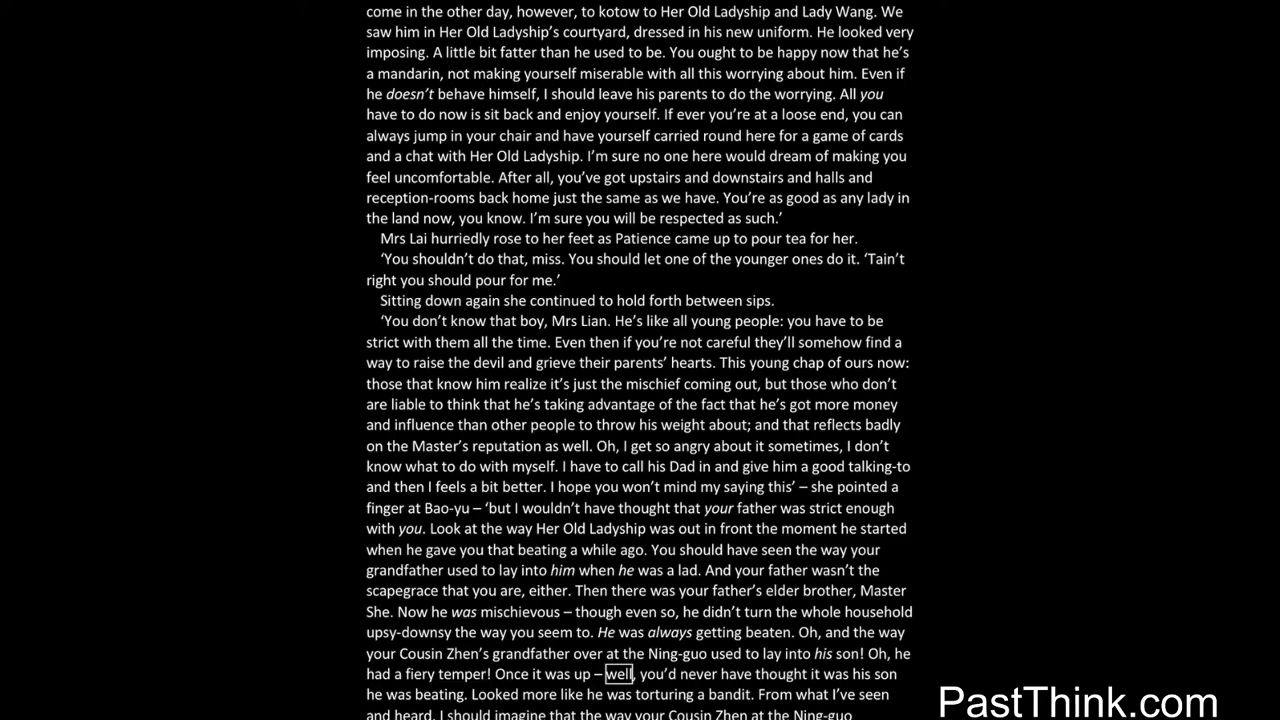 come in the other day, however, to kotow to Her Old Ladyship and Lady Wang. We
saw him in Her Old Ladyship’s courtyard, dressed in his new uniform. He looked very
imposing. A little bit fatter than he used to be. You ought to be happy now that he’s
a mandarin, not making yourself miserable with all this worrying about him. Even if
he doesn’t behave himself, I should leave his parents to do the worrying. All you
have to do now is sit back and enjoy yourself. If ever you’re at a loose end, you can
always jump in your chair and have yourself carried round here for a game of cards
and a chat with Her Old Ladyship. I’m sure no one here would dream of making you
feel uncomfortable. After all, you’ve got upstairs and downstairs and halls and
reception-rooms back home just the same as we have. You’re as good as any lady in
the land now, you know. I’m sure you will be respected as such.’
Mrs Lai hurriedly rose to her feet as Patience came up to pour tea for her.
‘You shouldn’t do that, miss. You should let one of the younger ones do it. ‘Tain’t
right you should pour for me.’
Sitting down again she continued to hold forth between sips.
‘You don’t know that boy, Mrs Lian. He’s like all young people: you have to be
strict with them all the time. Even then if you’re not careful they’ll somehow find a
way to raise the devil and grieve their parents’ hearts. This young chap of ours now:
those that know him realize it’s just the mischief coming out, but those who don’t
are liable to think that he’s taking advantage of the fact that he’s got more money
and influence than other people to throw his weight about; and that reflects badly
on the Master’s reputation as well. Oh, I get so angry about it sometimes, I don’t
know what to do with myself. I have to call his Dad in and give him a good talking-to
and then I feels a bit better. I hope you won’t mind my saying this’ – she pointed a
finger at Bao-yu – ‘but I wouldn’t have thought that your father was strict enough
with you. Look at the way Her Old Ladyship was out in front the moment he started
when he gave you that beating a while ago. You should have seen the way your
grandfather used to lay into him when he was a lad. And your father wasn’t the
scapegrace that you are, either. Then there was your father’s elder brother, Master
She. Now he was mischievous – though even so, he didn’t turn the whole household
upsy-downsy the way you seem to. He was always getting beaten. Oh, and the way
your Cousin Zhen’s grandfather over at the Ning-guo used to lay into his son! Oh, he
had a fiery temper! Once it was up – well, you’d never have thought it was his son
he was beating. Looked more like he was torturing a bandit. From what I’ve seen
and heard, I should imagine that the way your Cousin Zhen at the Ning-guo
PastThink.com